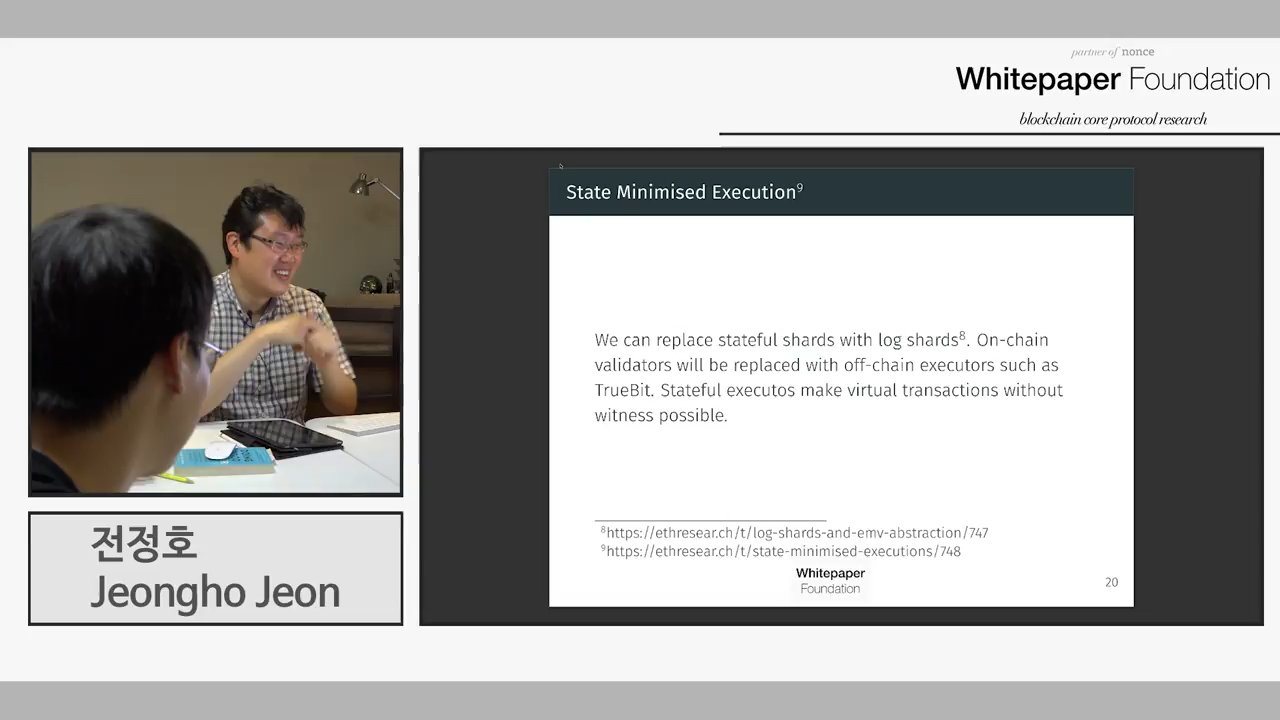 partner of nonce
Whitepaper Foundation
blockchain core protocol research
State Minimised Execution⁹
We can replace stateful shards with log shards⁸. On-chain
validators will be replaced with off-chain executors such as
TrueBit. Stateful executos make virtual transactions without
witness possible.
⁸https://ethresear.ch/t/log-shards-and-emv-abstraction/747
⁹https://ethresear.ch/t/state-minimised-executions/748
Whitepaper
Foundation
20
전정호
Jeongho Jeon